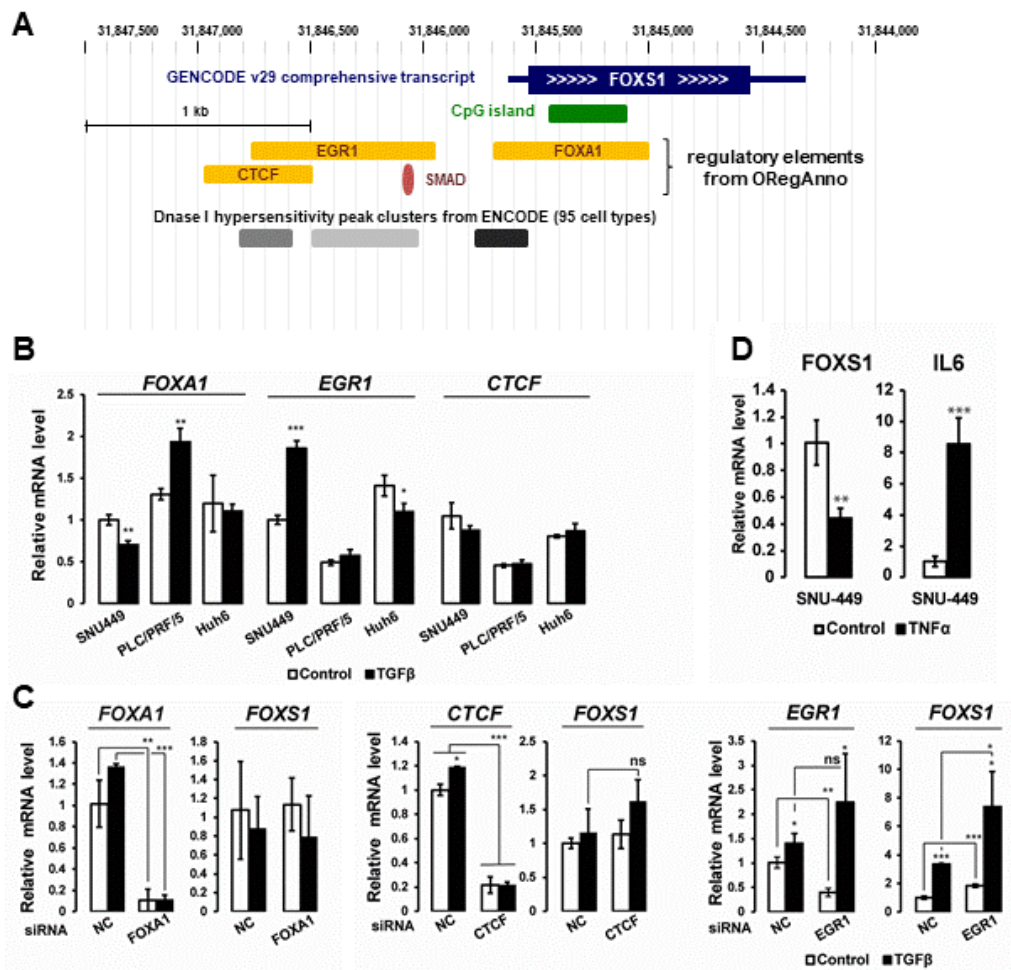 A
31,847,500 31,847,000 31,846,500 31,846,000 31,845,500 31,845,000 31,844,500 31,844,000
GENCODE v29 comprehensive transcript >>>>> FOXS1 >>>>>
CpG island
1 kb
EGR1 FOXA1
CTCF SMAD
regulatory elements
from ORegAnno
Dnase I hypersensitivity peak clusters from ENCODE (95 cell types)
B
FOXA1 EGR1 CTCF
Relative mRNA level
2.5
2
1.5
1
0.5
0
** ** *** *
SNU449 PLC/PRF/5 Huh6 SNU449 PLC/PRF/5 Huh6 SNU449 PLC/PRF/5 Huh6
Control TGFβ
D
FOXS1 IL6
Relative mRNA level
1.4 12
1.2 10
1 8
0.8 6
0.6 4
0.4 2
0.2 0
0
** ***
SNU-449 SNU-449
Control TNFα
C
FOXA1 FOXS1 CTCF FOXS1 EGR1 FOXS1
Relative mRNA level
1.6
1.4
1.2
1
0.8
0.6
0.4
0.2
0
** ***
siRNA NC FOXA1
1.6
1.4
1.2
1
0.8
0.6
0.4
0.2
0
NC FOXA1
Relative mRNA level
1.4
1.2
1
0.8
0.6
0.4
0.2
0
* ***
siRNA NC CTCF
2.5
2
1.5
1
0.5
0
ns
NC CTCF
Relative mRNA level
3.5
3
2.5
2
1.5
1
0.5
0
* ns ** *
siRNA NC EGR1
12
10
8
6
4
2
0
*** *** * *
NC EGR1
Control TGFβ